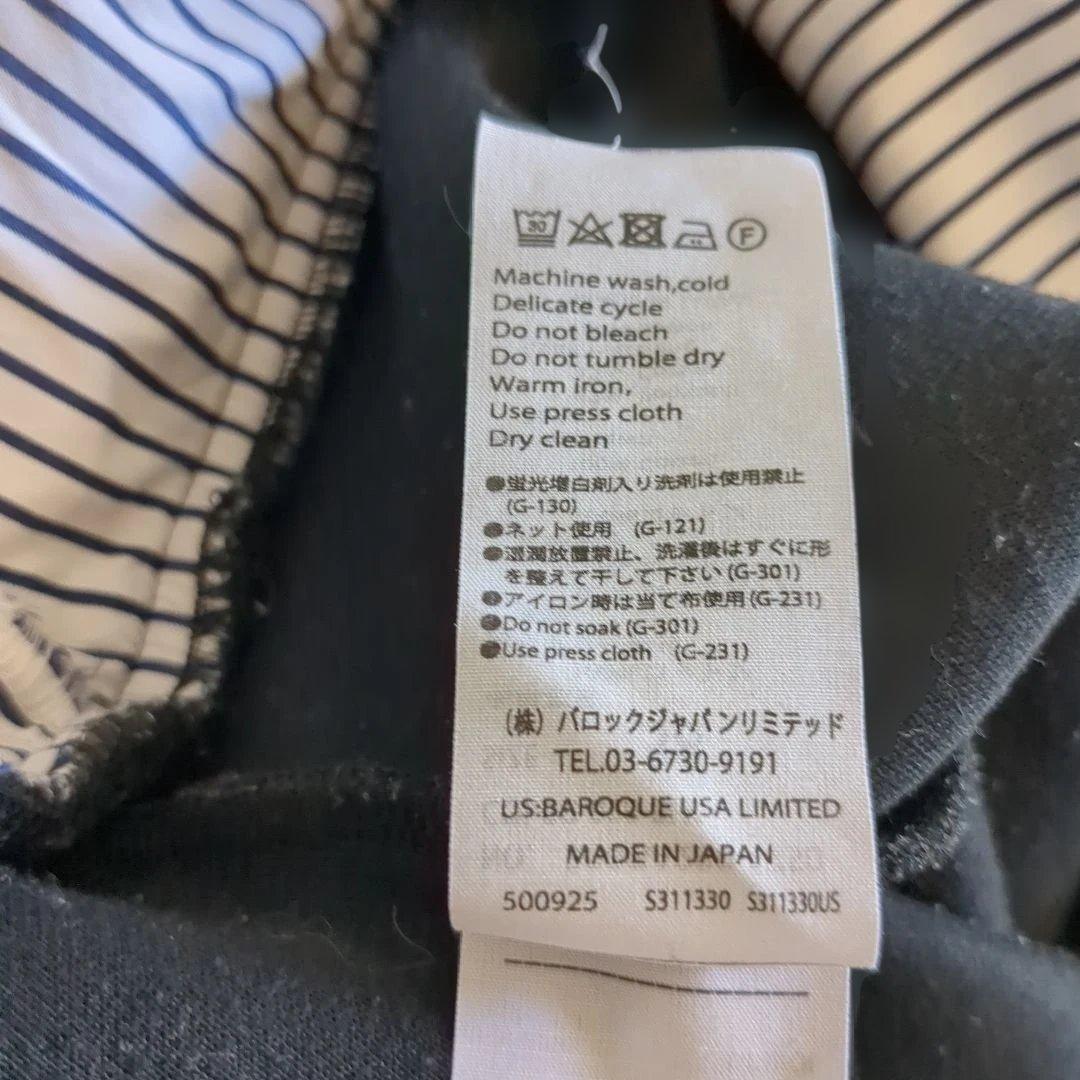 30
F
Machine wash,cold
Delicate cycle
Do not bleach
Do not tumble dry
Warm iron,
Use press cloth
Dry clean
●蛍光増白剤入り洗剤は使用禁止
(G-130)
●ネット使用 (G-121)
●湿潤放置禁止、洗濯後はすぐに形
を整えて干して下さい(G-301)
●アイロン時は当て布使用(G-231)
●Do not soak (G-301)
●Use press cloth (G-231)
(株) バロックジャパンリミテッド
TEL.03-6730-9191
US:BAROQUE USA LIMITED
MADE IN JAPAN
500925 S311330 S311330US